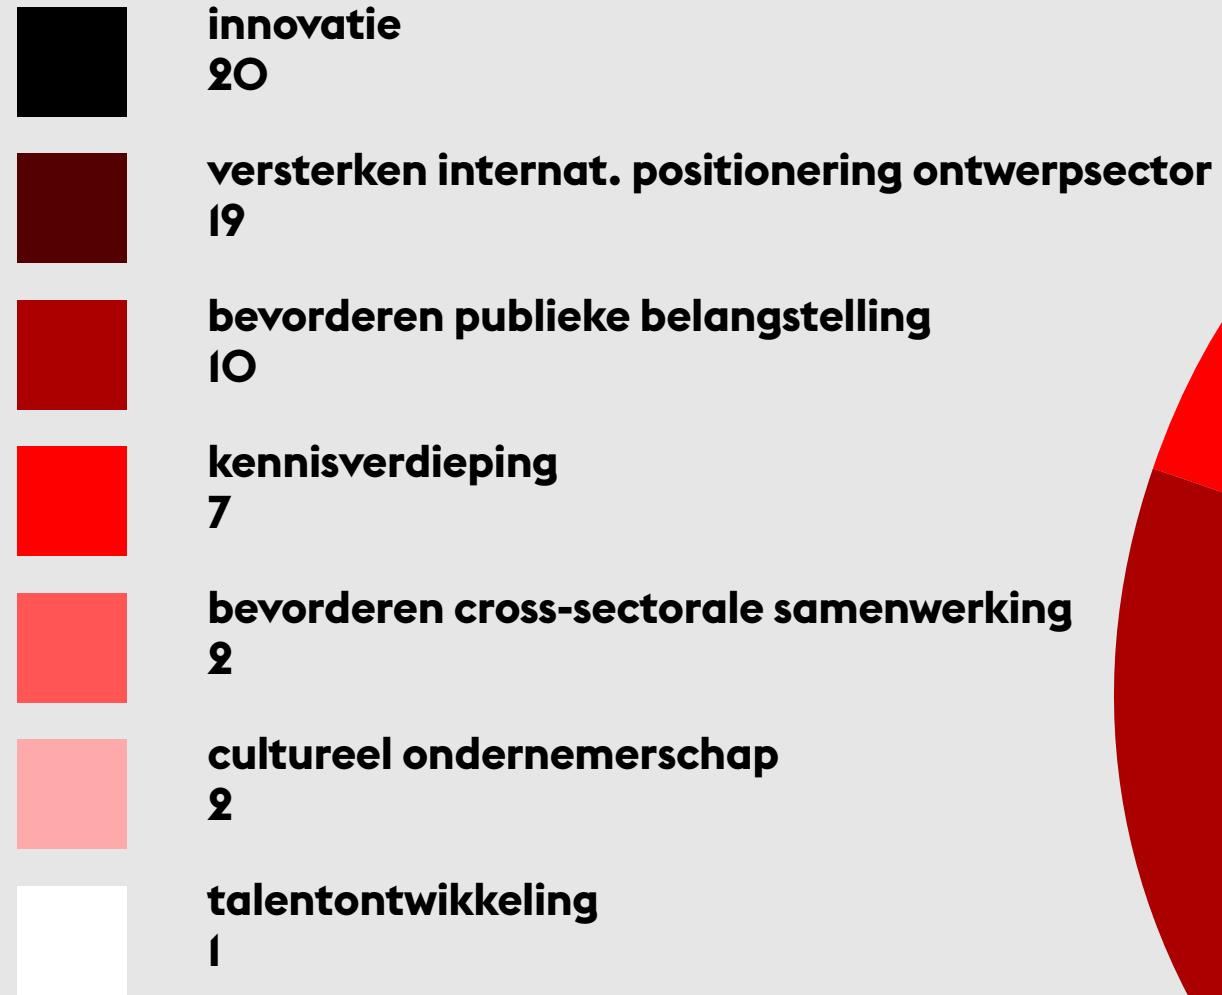 innovatie
20
versterken internat. positionering ontwerpsector
19
bevorderen publieke belangstelling
10
kennisverdieping
7
bevorderen cross-sectorale samenwerking
2
cultureel ondernemerschap
2
talentontwikkeling
1